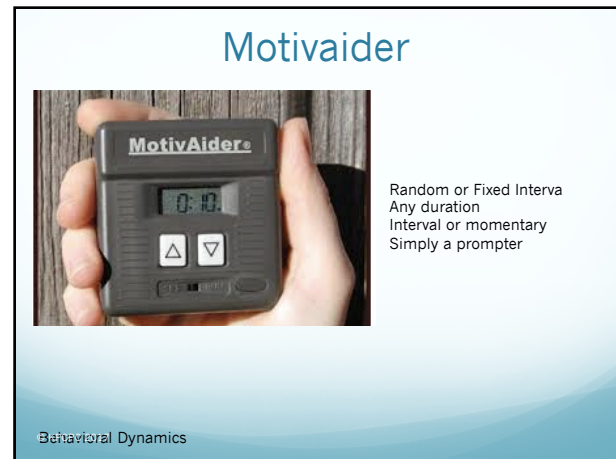 Motivaider
MotivAider®
0:10
Random or Fixed Interva
Any duration
Interval or momentary
Simply a prompter
Behavioral Dynamics